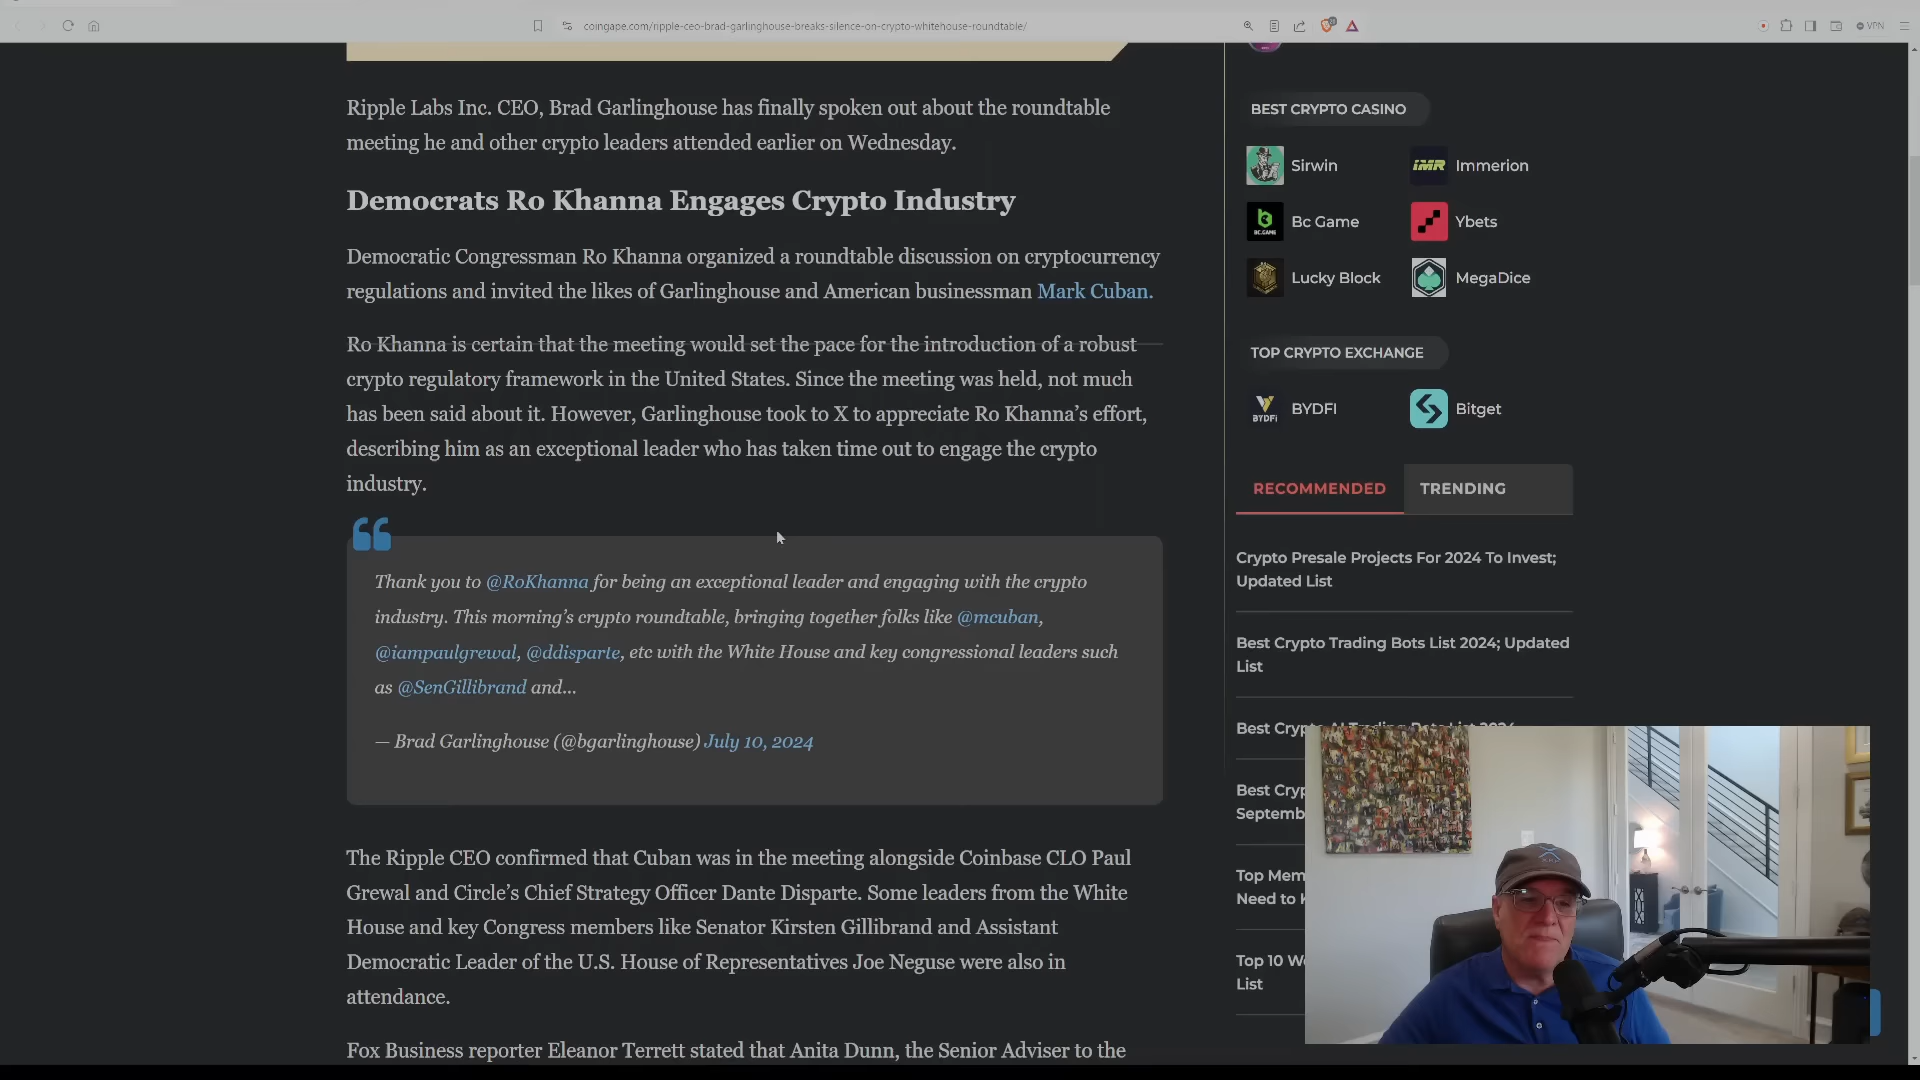 coingape.com/ripple-ceo-brad-garlinghouse-breaks-silence-on-crypto-whitehouse-roundtable/
VPN
Ripple Labs Inc. CEO, Brad Garlinghouse has finally spoken out about the roundtable
meeting he and other crypto leaders attended earlier on Wednesday.
Democrats Ro Khanna Engages Crypto Industry
Democratic Congressman Ro Khanna organized a roundtable discussion on cryptocurrency
regulations and invited the likes of Garlinghouse and American businessman Mark Cuban.
Ro Khanna is certain that the meeting would set the pace for the introduction of a robust
crypto regulatory framework in the United States. Since the meeting was held, not much
has been said about it. However, Garlinghouse took to X to appreciate Ro Khanna’s effort,
describing him as an exceptional leader who has taken time out to engage the crypto
industry.
Thank you to @RoKhanna for being an exceptional leader and engaging with the crypto
industry. This morning’s crypto roundtable, bringing together folks like @mcuban,
@iampaulgrewal, @ddisparte, etc with the White House and key congressional leaders such
as @SenGillibrand and…
— Brad Garlinghouse (@bgarlinghouse) July 10, 2024
The Ripple CEO confirmed that Cuban was in the meeting alongside Coinbase CLO Paul
Grewal and Circle’s Chief Strategy Officer Dante Disparte. Some leaders from the White
House and key Congress members like Senator Kirsten Gillibrand and Assistant
Democratic Leader of the U.S. House of Representatives Joe Neguse were also in
attendance.
Fox Business reporter Eleanor Terrett stated that Anita Dunn, the Senior Adviser to the
BEST CRYPTO CASINO
Sirwin
iMR Immerion
BC.GAME Bc Game
Ybets
Lucky Block
MegaDice
TOP CRYPTO EXCHANGE
BYDFi BYDFI
Bitget
RECOMMENDED
TRENDING
Crypto Presale Projects For 2024 To Invest;
Updated List
Best Crypto Trading Bots List 2024; Updated
List
Best Crypto AI Trading Bots List 2024
Best Cryp
Septemb
Top Mem
Need to K
Top 10 W
List